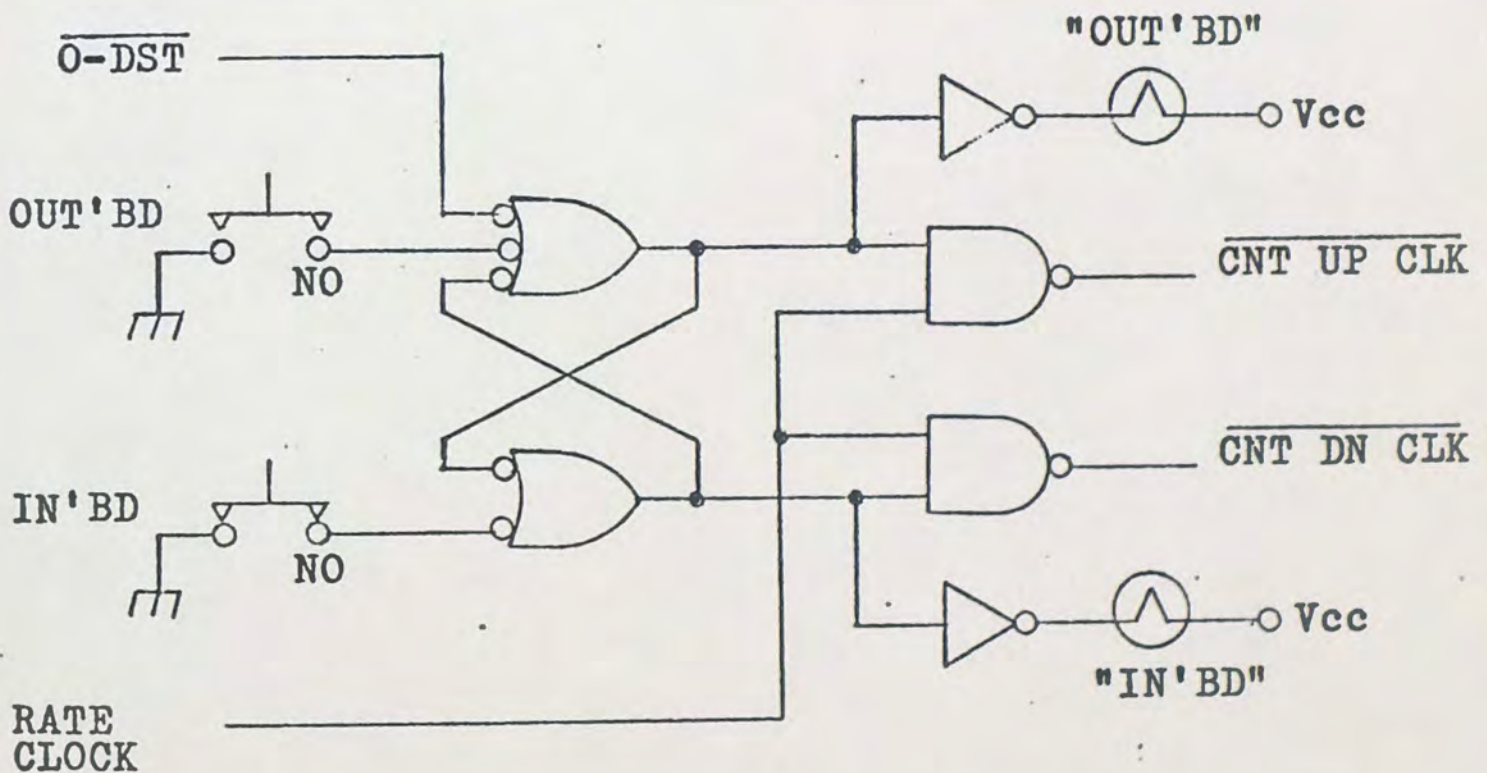 "OUT'BD"
O-DST
Vcc
OUT'BD
NO
CNT UP CLK
CNT DN CLK
IN'BD
NO
Vcc
"IN'BD"
RATE
CLOCK